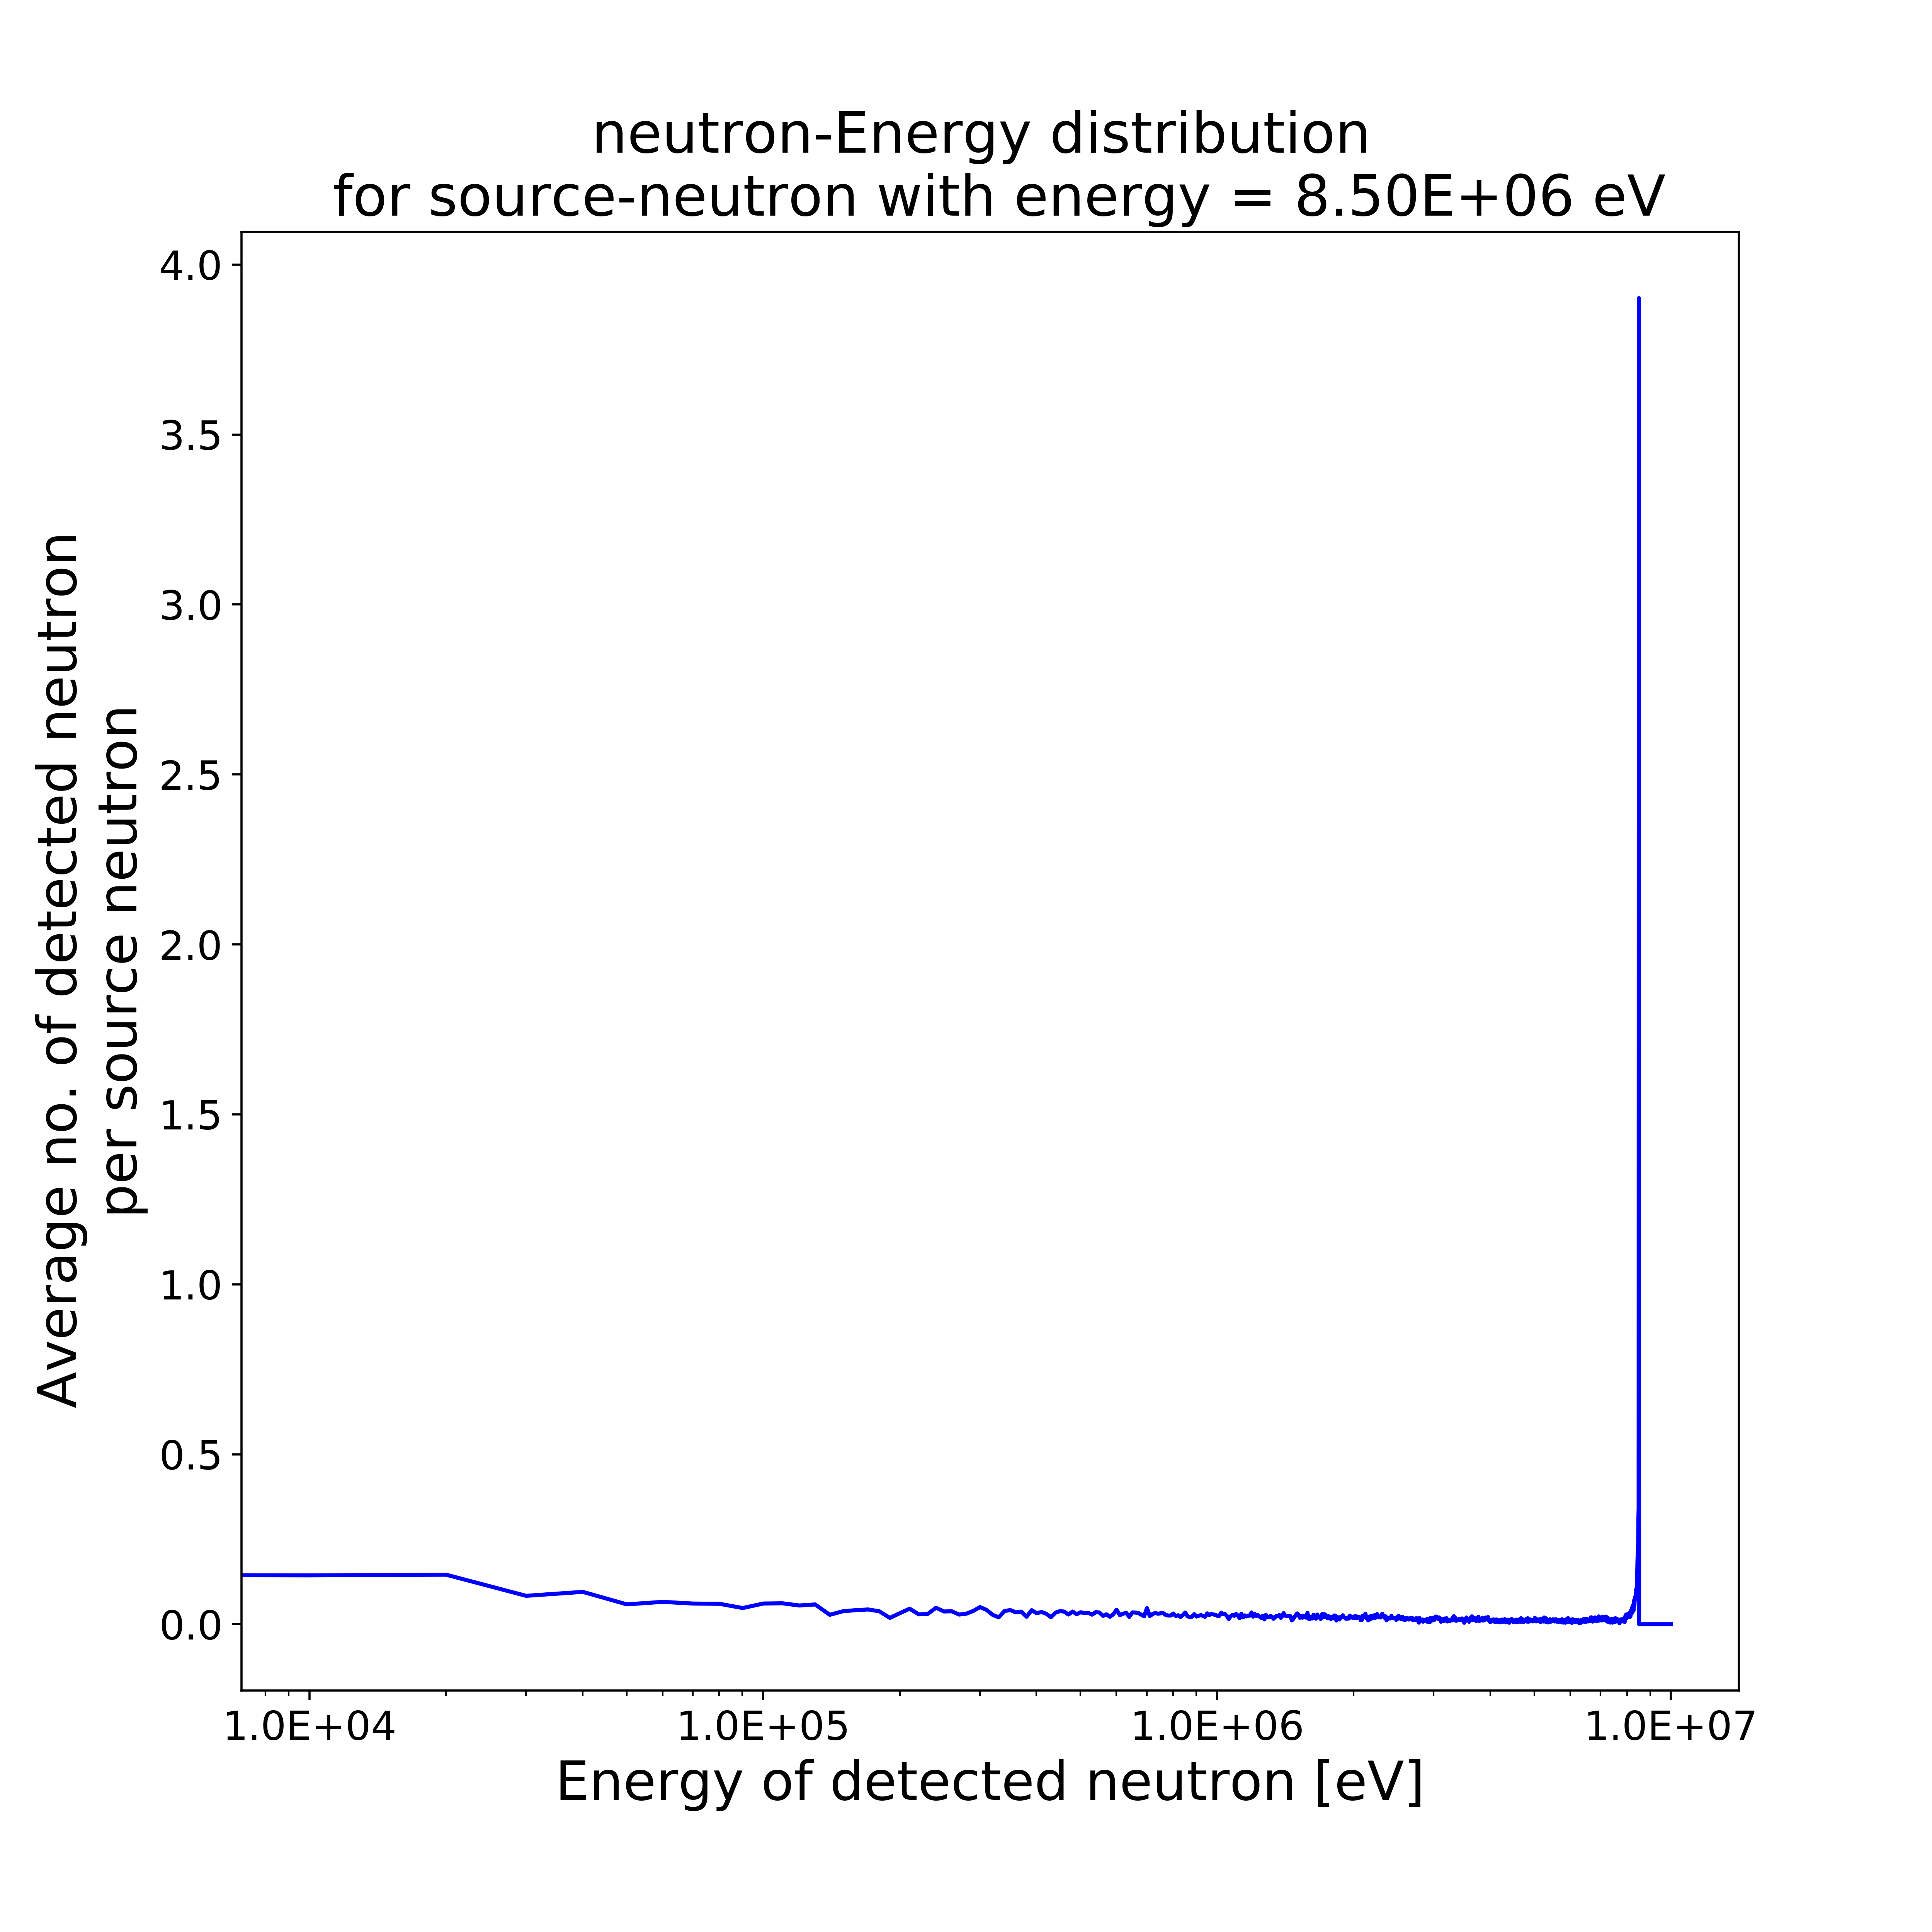 neutron-Energy distribution
for source-neutron with energy = 8.50E+06 eV
Average no. of detected neutron
per source neutron
4.0
3.5
3.0
2.5
2.0
1.5
1.0
0.5
0.0
1.0E+04 1.0E+05 1.0E+06 1.0E+07
Energy of detected neutron [eV]